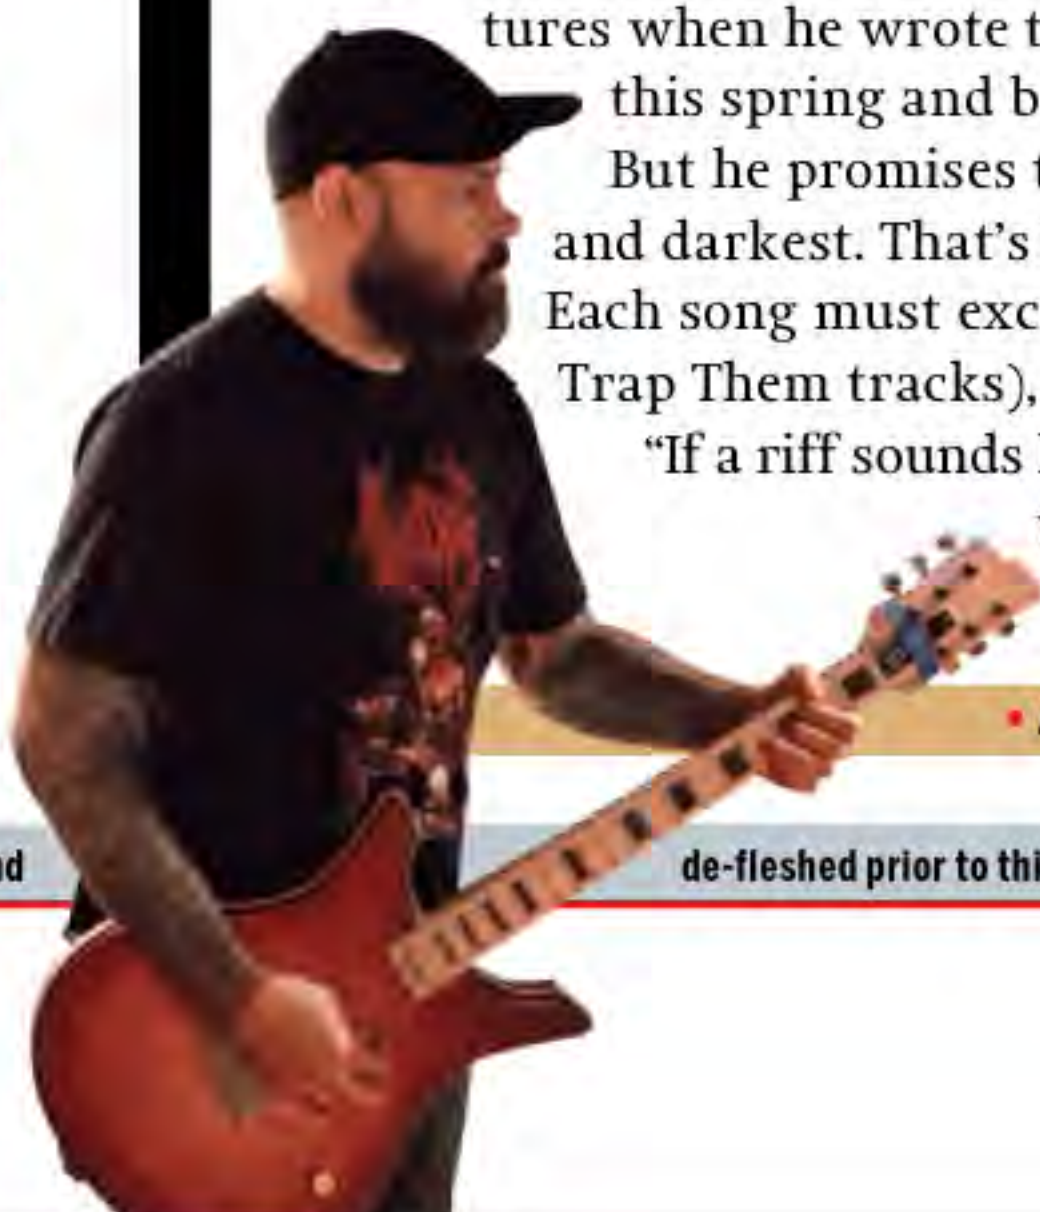 tures when he wrote t
this spring and b
But he promises t
and darkest. That’s
Each song must exc
Trap Them tracks),
“If a riff sounds
nd
de-fleshed prior to thi